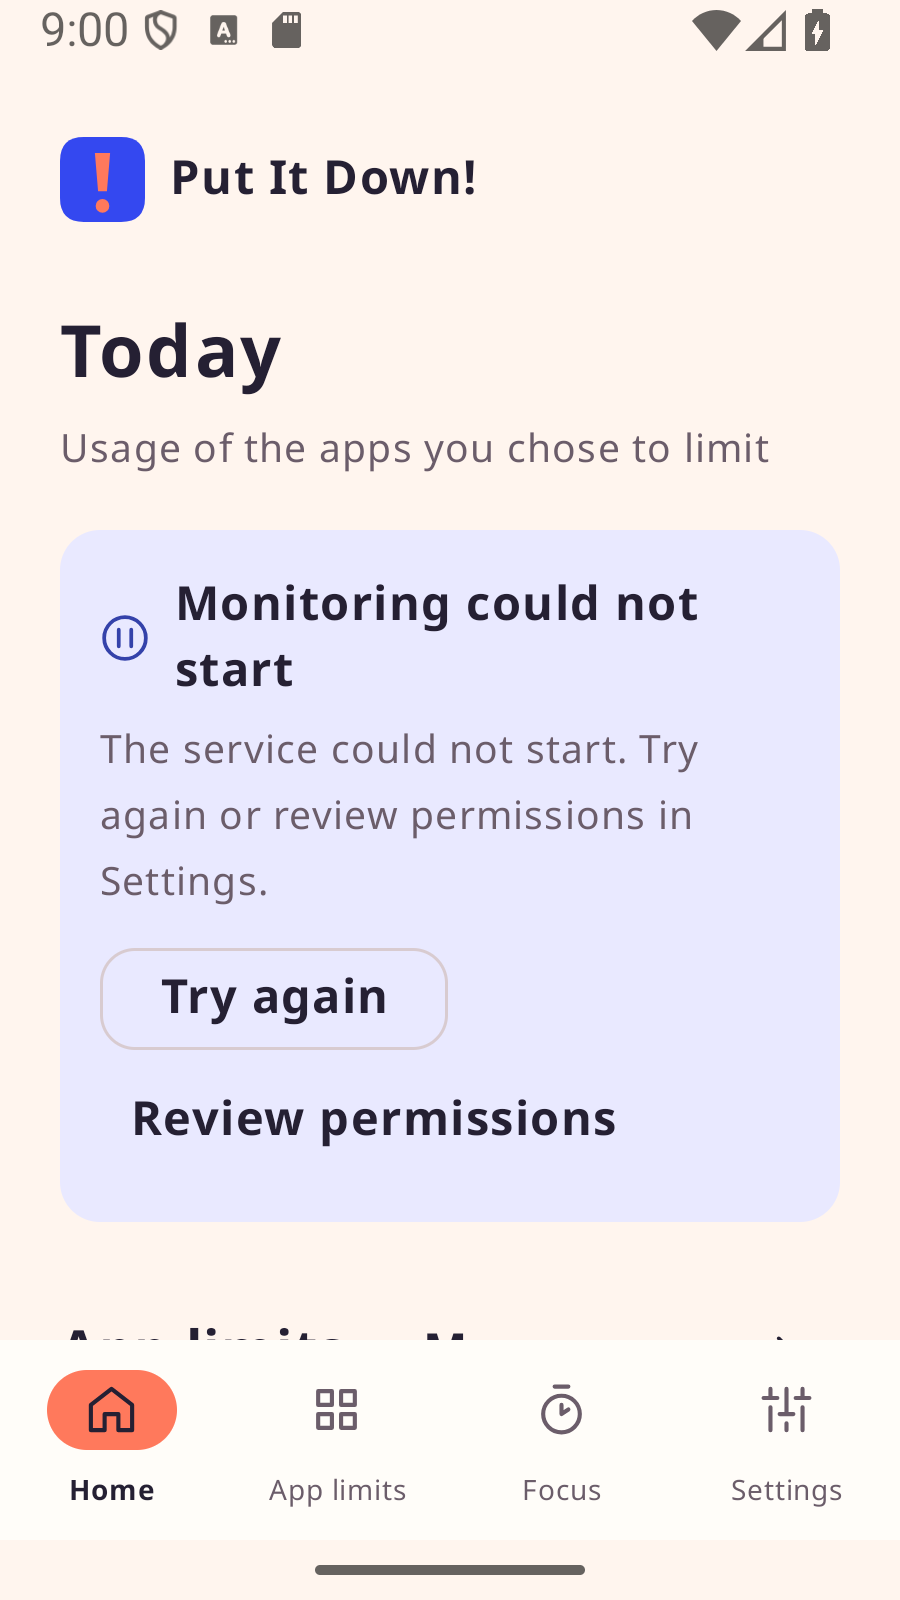 9:00
Put It Down!
Today
Usage of the apps you chose to limit
Monitoring could not
start
The service could not start. Try
again or review permissions in
Settings.
Try again
Review permissions
App limits
Home
App limits
Focus
Settings